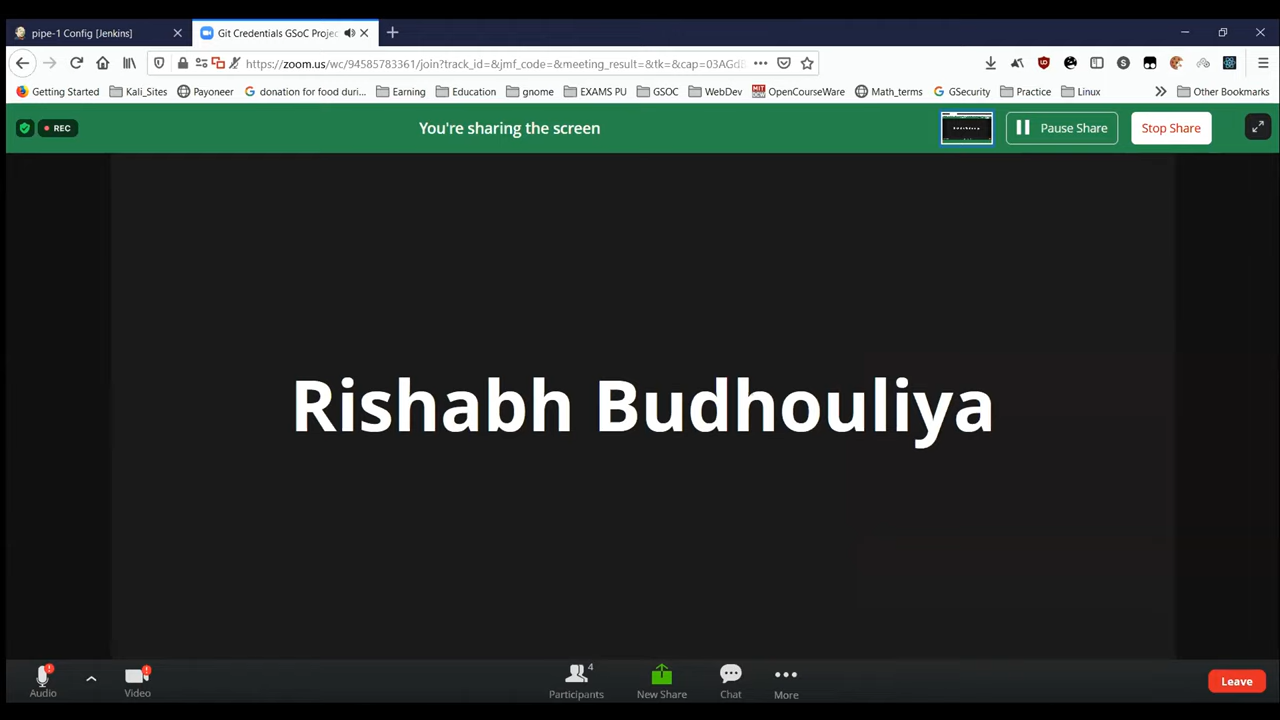 pipe-1 Config [Jenkins]
Git Credentials GSoC Projec
https://zoom.us/wc/94585783361/join?track_id=&jmf_code=&meeting_result=&tk=&cap=03AGdB
Getting Started Kali_Sites Payoneer donation for food duri... Earning Education gnome EXAMS PU GSOC WebDev OpenCourseWare Math_terms GSecurity Practice Linux Other Bookmarks
REC
You're sharing the screen
Pause Share
Stop Share
Rishabh Budhouliya
4
Audio Video Participants New Share Chat More Leave